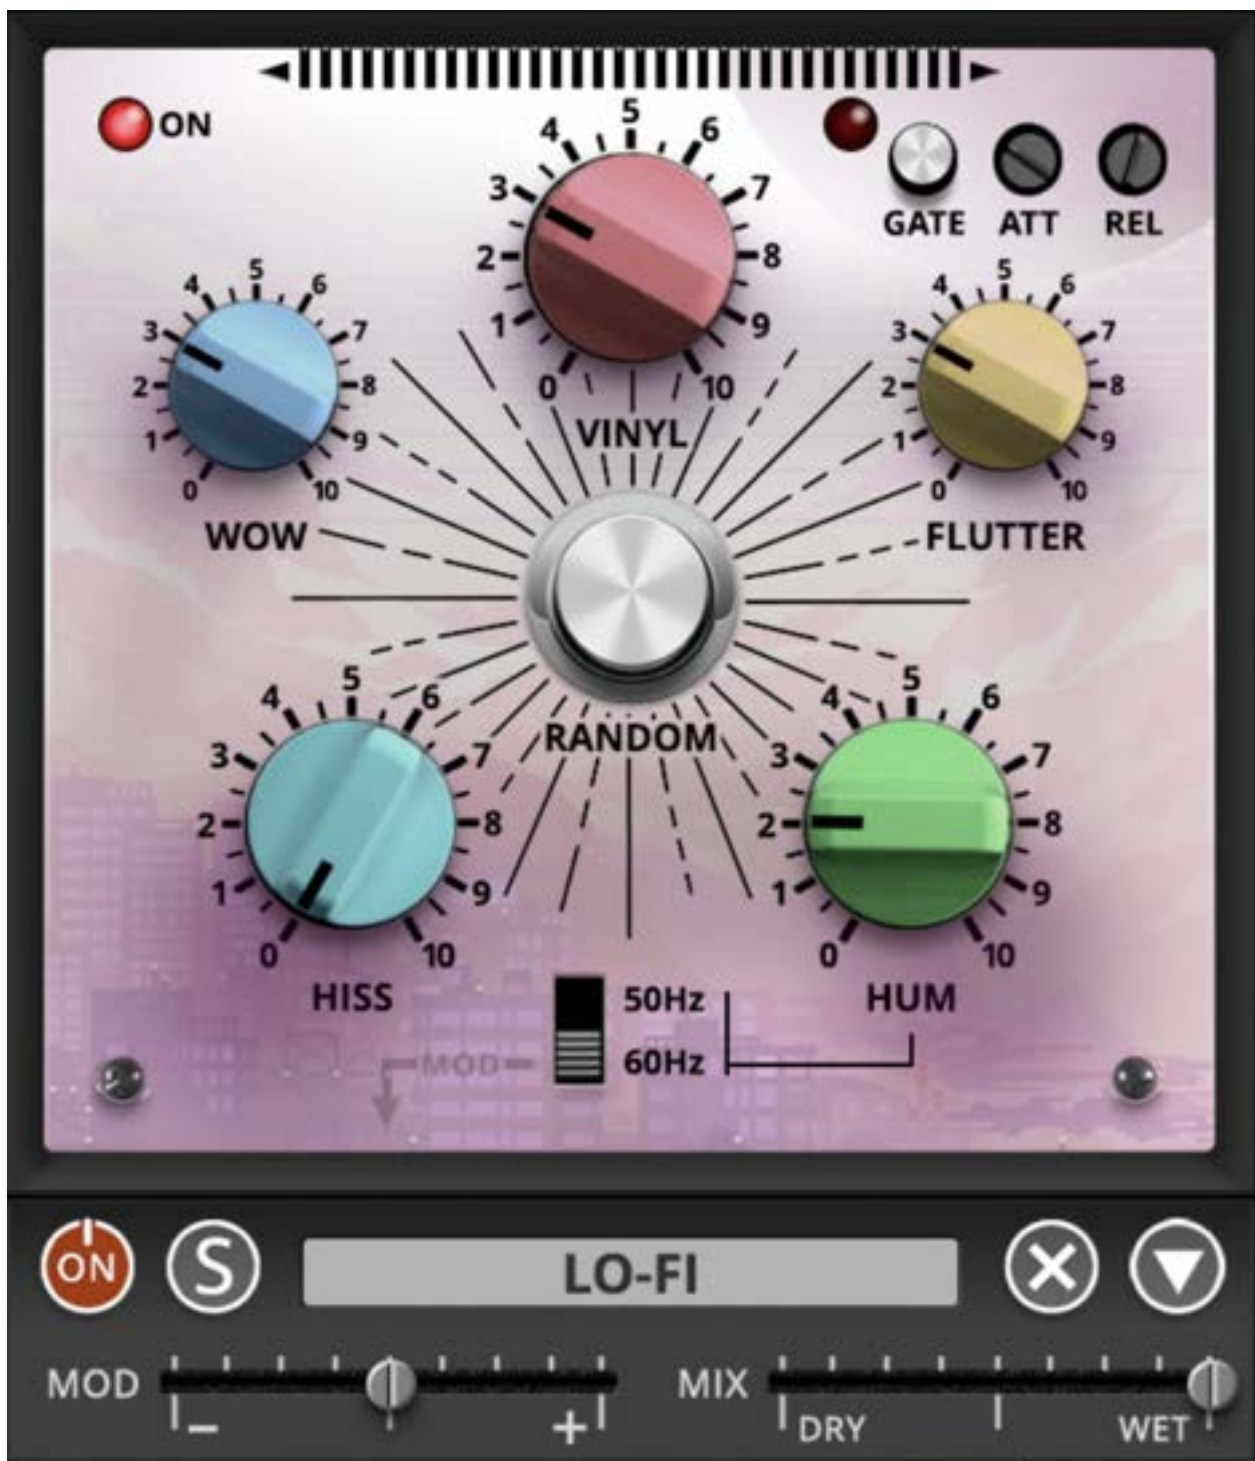 ON
GATE ATT REL
0 1 2 3 4 5 6 7 8 9 10
VINYL
0 1 2 3 4 5 6 7 8 9 10
WOW
0 1 2 3 4 5 6 7 8 9 10
FLUTTER
RANDOM
0 1 2 3 4 5 6 7 8 9 10
HISS
0 1 2 3 4 5 6 7 8 9 10
HUM
50Hz
60Hz
MOD
ON S LO-FI
MOD - + MIX DRY WET